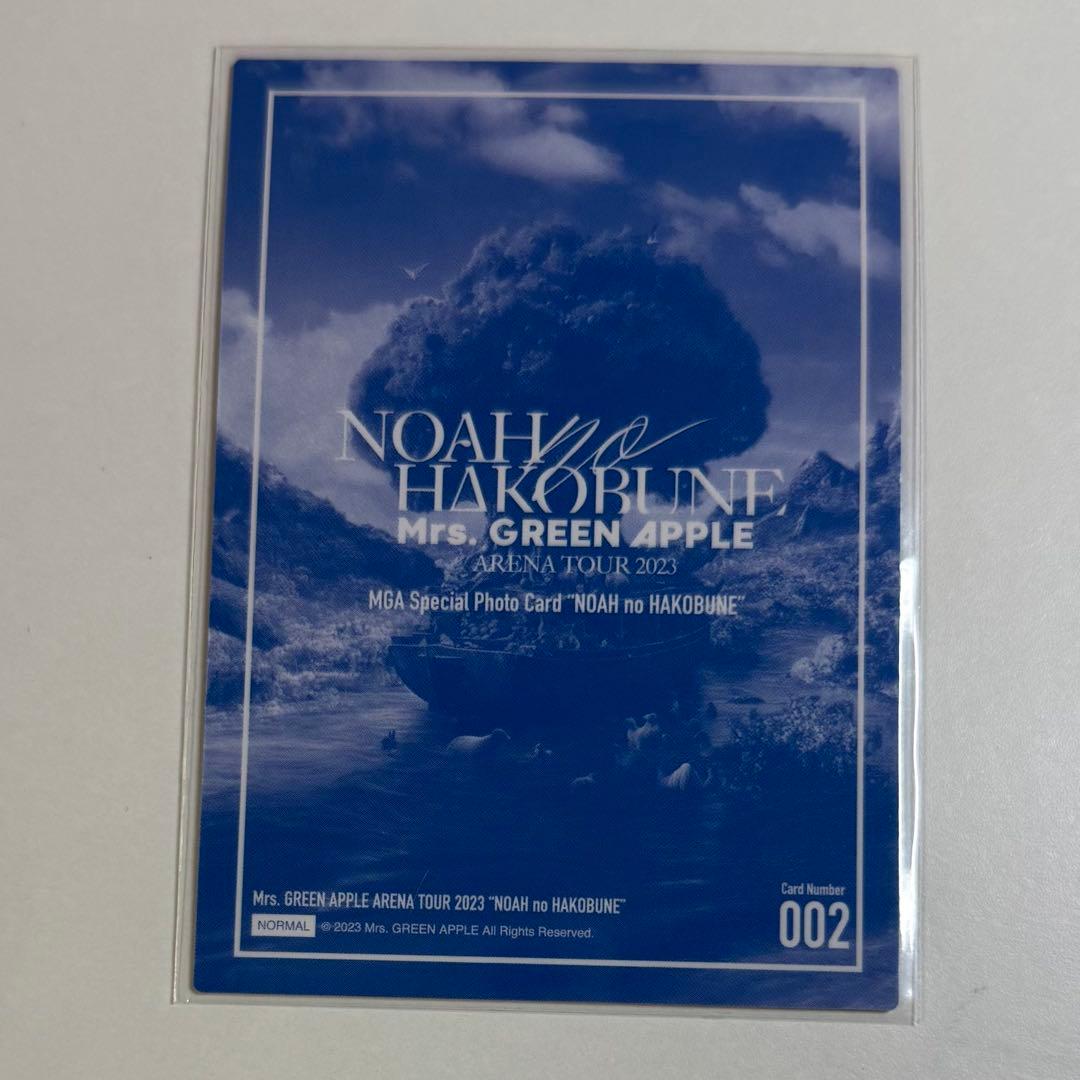 NOAH no
HAKOBUNE
Mrs. GREEN APPLE
ARENA TOUR 2023
MGA Special Photo Card “NOAH no HAKOBUNE”
Mrs. GREEN APPLE ARENA TOUR 2023 “NOAH no HAKOBUNE”
NORMAL © 2023 Mrs. GREEN APPLE All Rights Reserved.
Card Number
002